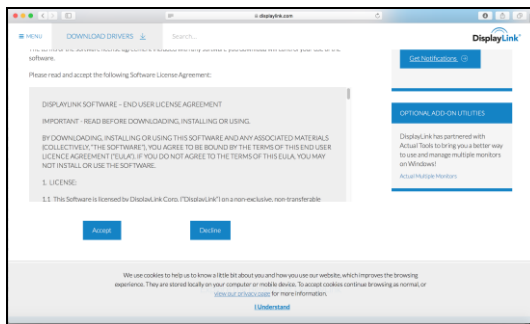 displaylink.com
MENU
DOWNLOAD DRIVERS
Search...
DisplayLink
software.
Please read and accept the following Software License Agreement:
DISPLAYLINK SOFTWARE – END USER LICENSE AGREEMENT
IMPORTANT - READ BEFORE DOWNLOADING, INSTALLING OR USING.
BY DOWNLOADING, INSTALLING OR USING THIS SOFTWARE AND ANY ASSOCIATED MATERIALS
(COLLECTIVELY, "THE SOFTWARE"), YOU AGREE TO BE BOUND BY THE TERMS OF THIS END USER
LICENCE AGREEMENT ("EULA"). IF YOU DO NOT AGREE TO THE TERMS OF THIS EULA, YOU MAY
NOT INSTALL OR USE THE SOFTWARE.
1. LICENSE:
1.1 This Software is licensed by DisplayLink Corp. ("DisplayLink") on a non-exclusive, non-transferable
Accept
Decline
Get Notifications
OPTIONAL ADD-ON UTILITIES
DisplayLink has partnered with
Actual Tools to bring you a better way
to use and manage multiple monitors
on Windows!
Actual Multiple Monitors
We use cookies to help us to know a little bit about you and how you use our website, which improves the browsing
experience. They are stored locally on your computer or mobile device. To accept cookies continue browsing as normal, or
view our privacy page for more information.
I Understand